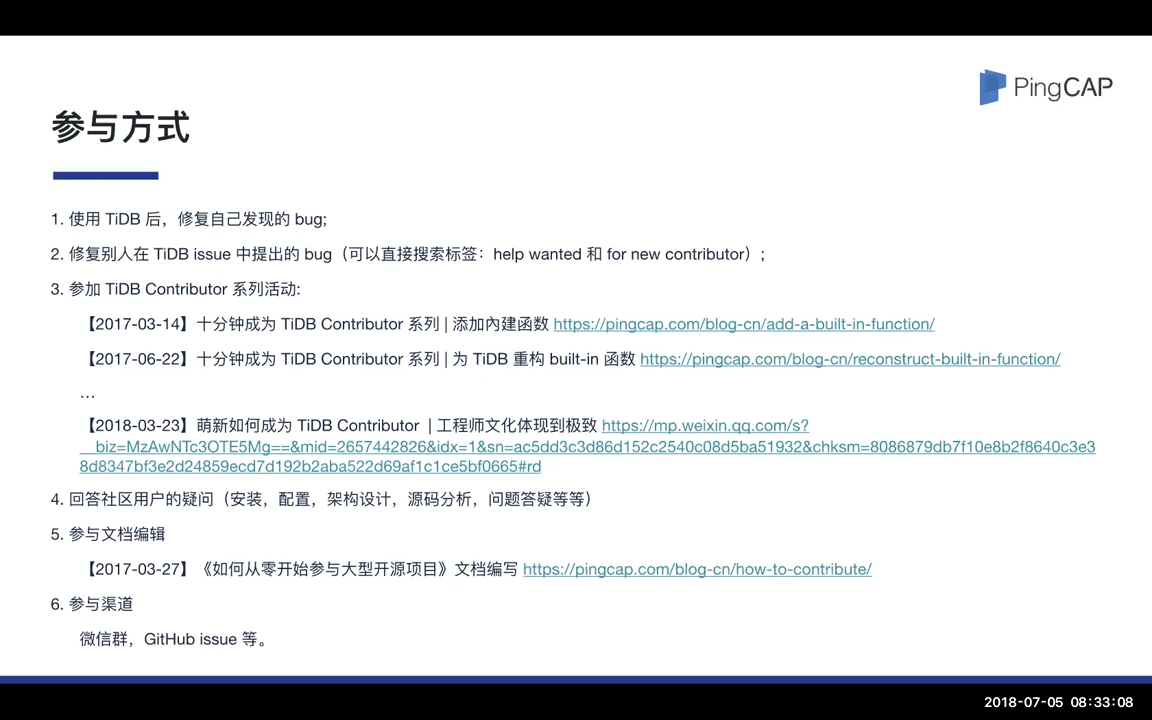 PingCAP
参与方式
1. 使用 TiDB 后，修复自己发现的 bug;
2. 修复别人在 TiDB issue 中提出的 bug（可以直接搜索标签：help wanted 和 for new contributor）;
3. 参加 TiDB Contributor 系列活动:
【2017-03-14】十分钟成为 TiDB Contributor 系列 | 添加內建函数 https://pingcap.com/blog-cn/add-a-built-in-function/
【2017-06-22】十分钟成为 TiDB Contributor 系列 | 为 TiDB 重构 built-in 函数 https://pingcap.com/blog-cn/reconstruct-built-in-function/
...
【2018-03-23】萌新如何成为 TiDB Contributor | 工程师文化体现到极致 https://mp.weixin.qq.com/s?
__biz=MzAwNTc3OTE5Mg==&mid=2657442826&idx=1&sn=ac5dd3c3d86d152c2540c08d5ba51932&chksm=8086879db7f10e8b2f8640c3e3
8d8347bf3e2d24859ecd7d192b2aba522d69af1c1ce5bf0665#rd
4. 回答社区用户的疑问（安装，配置，架构设计，源码分析，问题答疑等等）
5. 参与文档编辑
【2017-03-27】《如何从零开始参与大型开源项目》文档编写 https://pingcap.com/blog-cn/how-to-contribute/
6. 参与渠道
微信群，GitHub issue 等。
2018-07-05 08:33:08